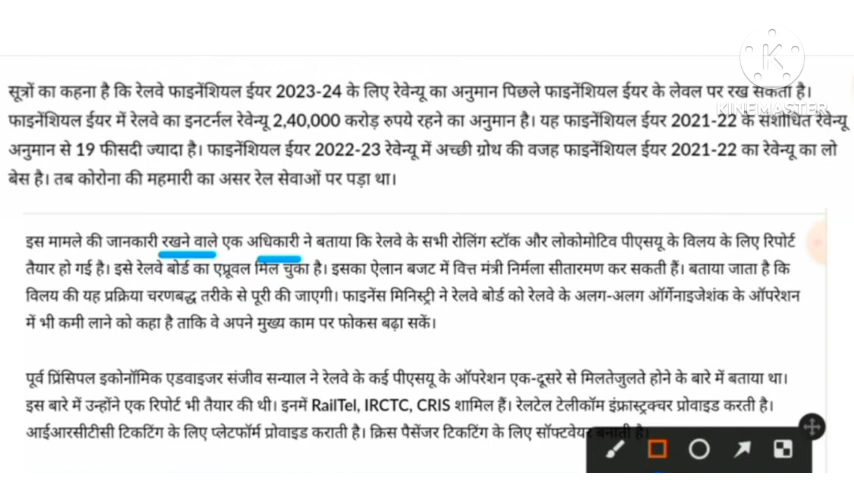 KINEMASTER
सूत्रों का कहना है कि रेलवे फाइनेंशियल ईयर 2023-24 के लिए रेवेन्यू का अनुमान पिछले फाइनेंशियल ईयर के लेवल पर रख सकता है।
फाइनेंशियल ईयर में रेलवे का इनटर्नल रेवेन्यू 2,40,000 करोड़ रुपये रहने का अनुमान है। यह फाइनेंशियल ईयर 2021-22 के संशोधित रेवेन्यू
अनुमान से 19 फीसदी ज्यादा है। फाइनेंशियल ईयर 2022-23 रेवेन्यू में अच्छी ग्रोथ की वजह फाइनेंशियल ईयर 2021-22 का रेवेन्यू का लो
बेस है। तब कोरोना की महमारी का असर रेल सेवाओं पर पड़ा था।
इस मामले की जानकारी रखने वाले एक अधिकारी ने बताया कि रेलवे के सभी रोलिंग स्टॉक और लोकोमोटिव पीएसयू के विलय के लिए रिपोर्ट
तैयार हो गई है। इसे रेलवे बोर्ड का एप्रूवल मिल चुका है। इसका ऐलान बजट में वित्त मंत्री निर्मला सीतारमण कर सकती हैं। बताया जाता है कि
विलय की यह प्रक्रिया चरणबद्ध तरीके से पूरी की जाएगी। फाइनेंस मिनिस्ट्री ने रेलवे बोर्ड को रेलवे के अलग-अलग ऑर्गेनाइजेशंक के ऑपरेशन
में भी कमी लाने को कहा है ताकि वे अपने मुख्य काम पर फोकस बढ़ा सकें।
पूर्व प्रिंसिपल इकोनॉमिक एडवाइजर संजीव सन्याल ने रेलवे के कई पीएसयू के ऑपरेशन एक-दूसरे से मिलतेजुलते होने के बारे में बताया था।
इस बारे में उन्होंने एक रिपोर्ट भी तैयार की थी। इनमें RailTel, IRCTC, CRIS शामिल हैं। रेलटेल टेलीकॉम इंफ्रास्ट्रक्चर प्रोवाइड करती है।
आईआरसीटीसी टिकटिंग के लिए प्लेटफॉर्म प्रोवाइड कराती है। क्रिस पैसेंजर टिकटिंग के लिए सॉफ्टवेयर बनाती है।